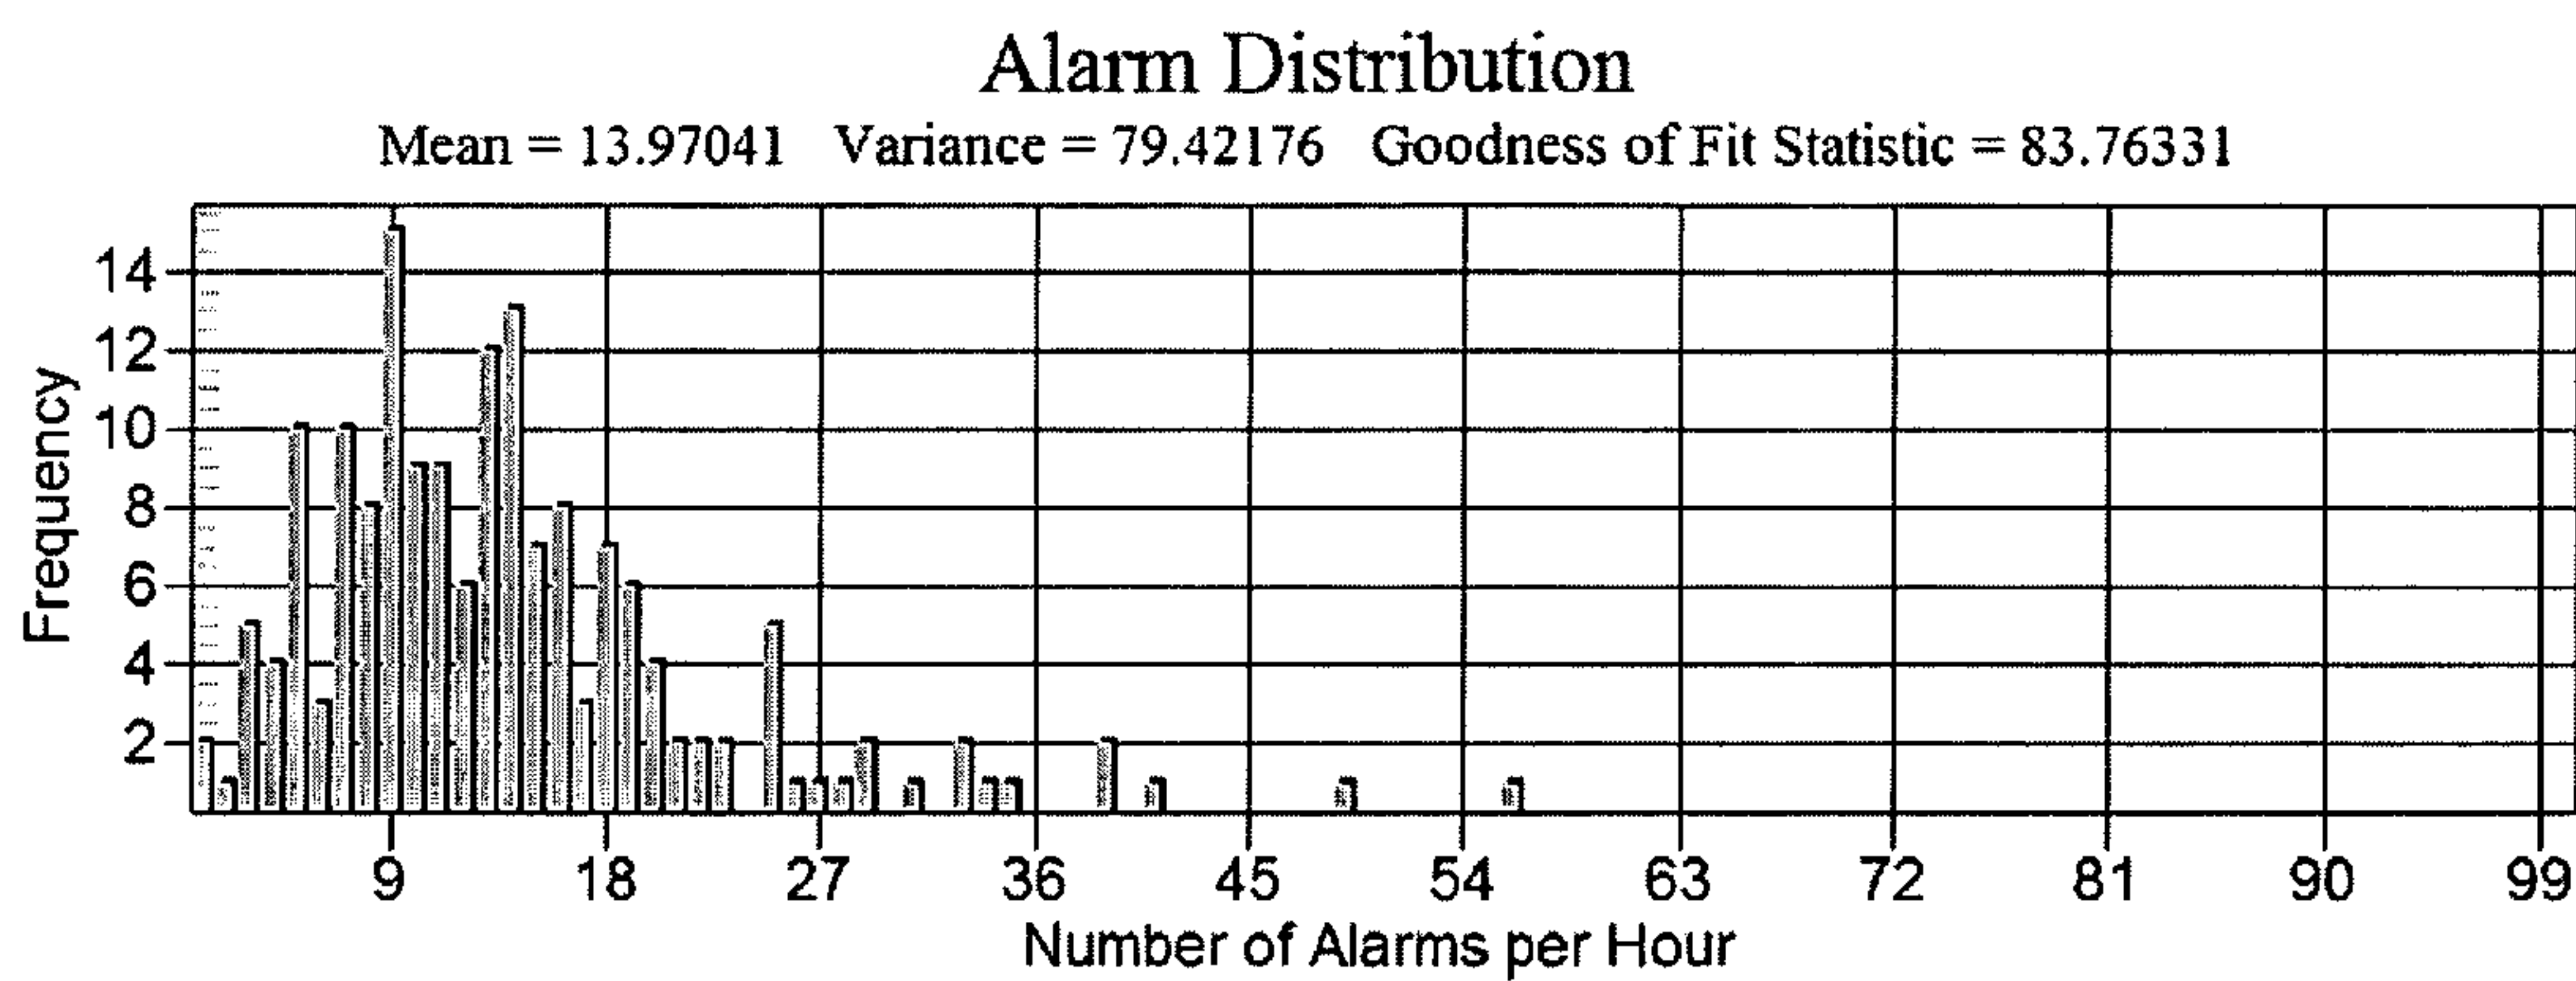 Alarm Distribution
Mean = 13.97041 Variance = 79.42176 Goodness of Fit Statistic = 83.76331
14
12
10
8
6
4
2
Frequency
9 18 27 36 45 54 63 72 81 90 99
Number of Alarms per Hour